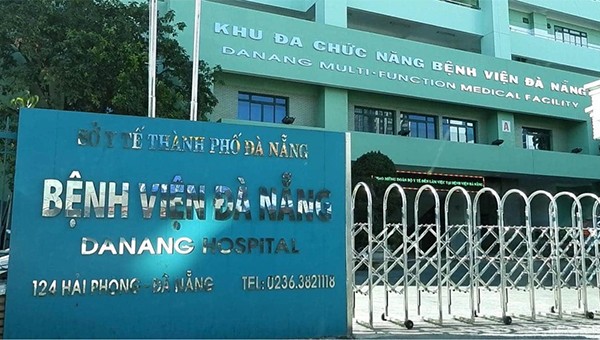 KHU ĐA CHỨC NĂNG BỆNH VIỆN ĐÀ NẴNG
DANANG MULTI-FUNCTION MEDICAL FACILITY
A
SỞ Y TẾ THÀNH PHỐ ĐÀ NẴNG
BỆNH VIỆN ĐÀ NẴNG
DANANG HOSPITAL
124 HẢI PHÒNG - ĐÀ NẴNG TEL: 0236.3821118